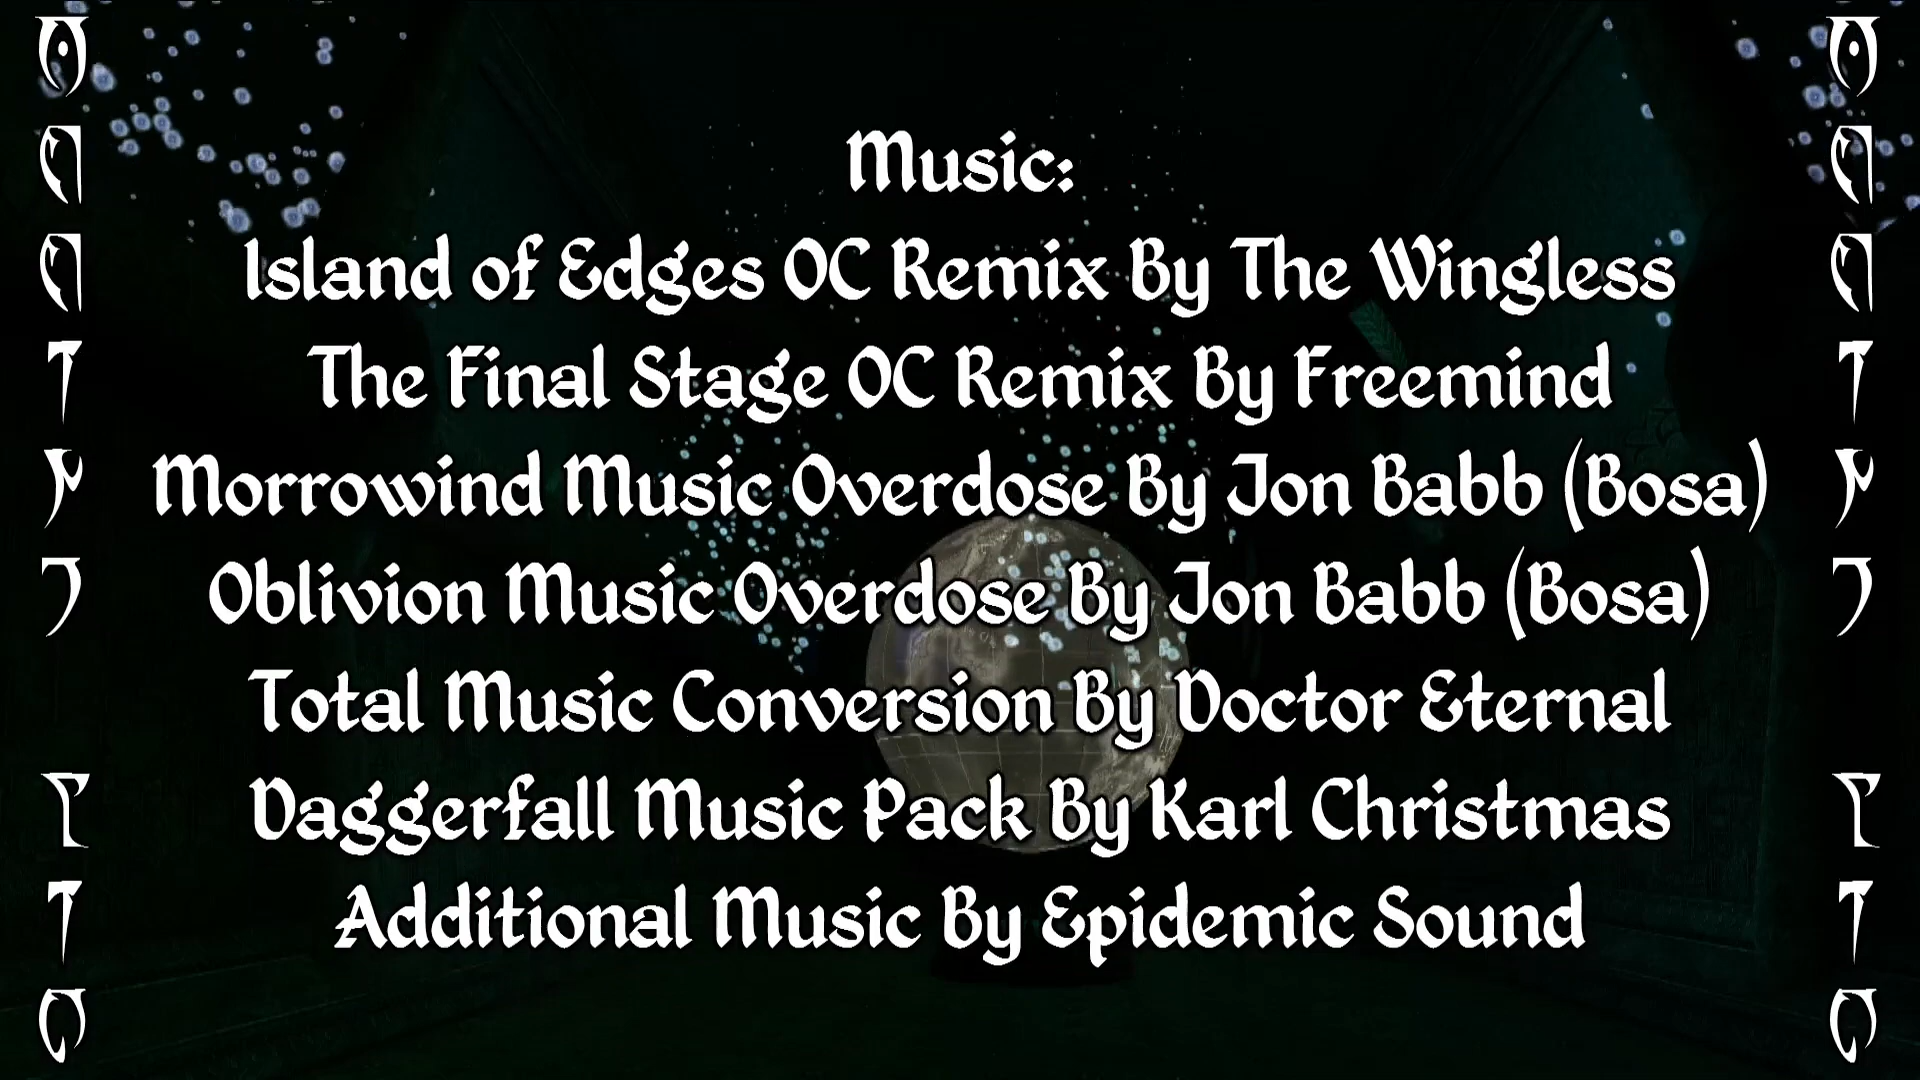 Music:
Island of Edges OC Remix By The Wingless
The Final Stage OC Remix By Freemind
Morrowind Music Overdose By Jon Babb (Bosa)
Oblivion Music Overdose By Jon Babb (Bosa)
Total Music Conversion By Doctor Eternal
Daggerfall Music Pack By Karl Christmas
Additional Music By Epidemic Sound